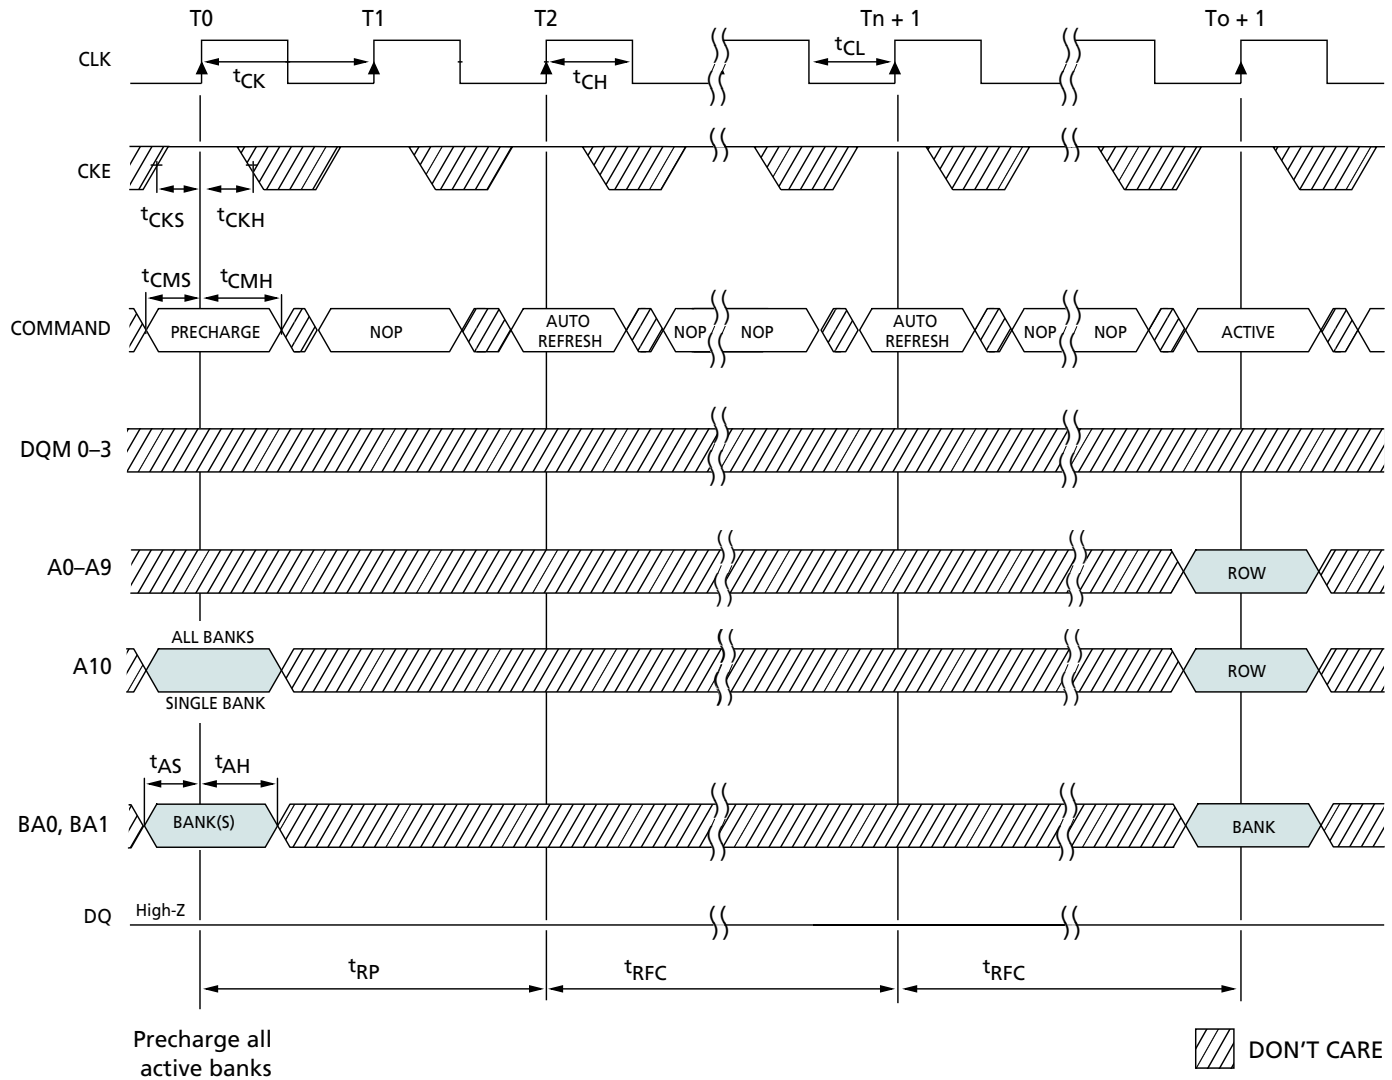 T0 T1 T2 Tn + 1 To + 1
CLK
tCK tCH tCL
CKE
tCKS tCKH
tCMS tCMH
COMMAND PRECHARGE NOP AUTO REFRESH NOP NOP AUTO REFRESH NOP NOP ACTIVE
DQM 0–3
A0–A9 ROW
ALL BANKS
A10 ROW
SINGLE BANK
tAS tAH
BA0, BA1 BANK(S) BANK
DQ High-Z
tRP tRFC tRFC
Precharge all
active banks
DON'T CARE